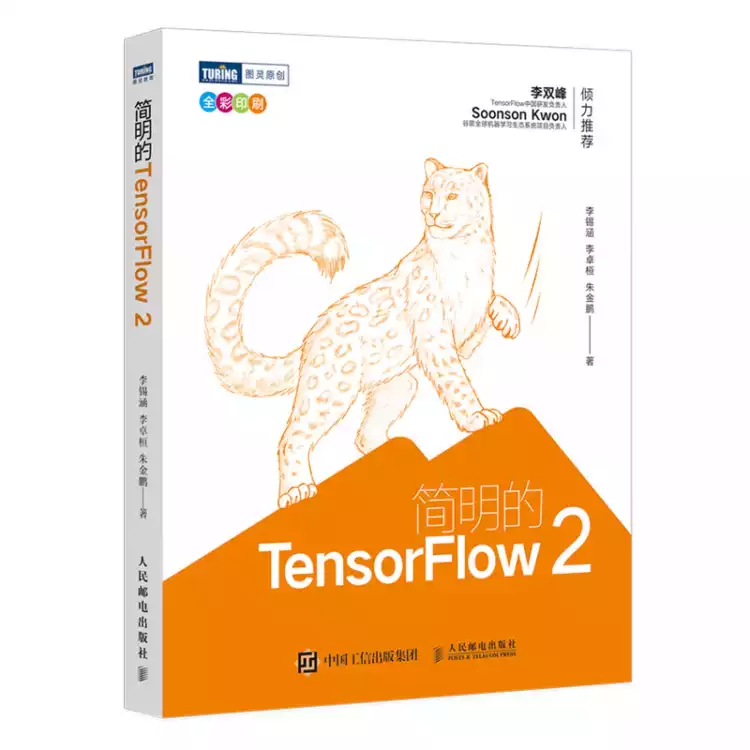 TURING 图灵原创
全彩印刷
李双峰
TensorFlow中国研发负责人
Soonson Kwon
谷歌全球机器学习生态系统项目负责人
倾力推荐
李锡涵 李卓桓 朱金鹏——著
简明的
TensorFlow 2
中国工信出版集团
人民邮电出版社
POSTS & TELECOM PRESS
简明的TensorFlow 2
李锡涵 李卓桓 朱金鹏——著
人民邮电出版社